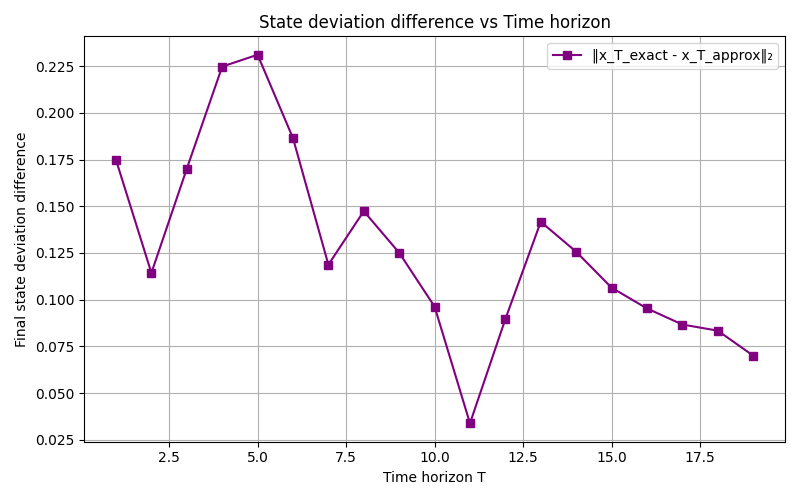 State deviation difference vs Time horizon
‖x_T_exact - x_T_approx‖₂
Final state deviation difference
0.225
0.200
0.175
0.150
0.125
0.100
0.075
0.050
0.025
2.5 5.0 7.5 10.0 12.5 15.0 17.5
Time horizon T